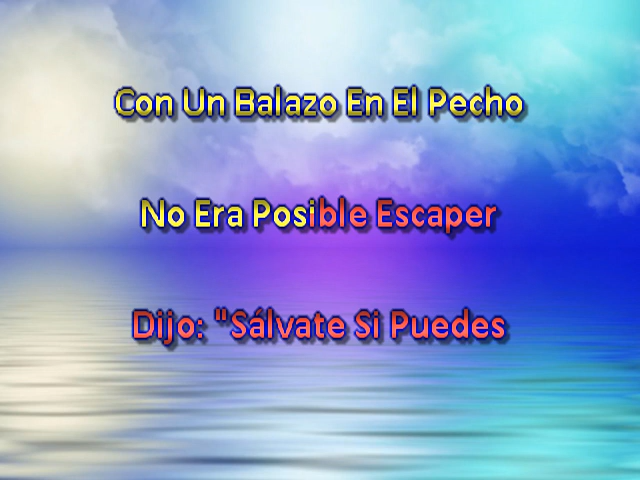 Con Un Balazo En El Pecho
No Era Posible Escaper
Dijo: "Sálvate Si Puedes